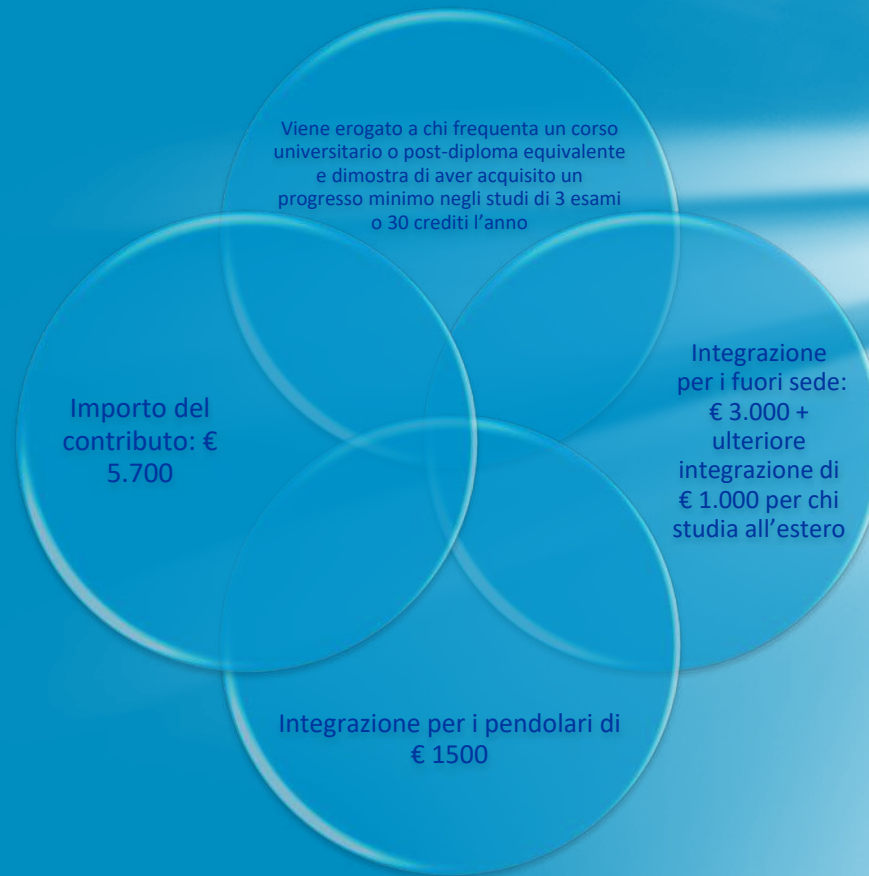 Viene erogato a chi frequenta un corso
universitario o post-diploma equivalente
e dimostra di aver acquisito un
progresso minimo negli studi di 3 esami
o 30 crediti l’anno
Importo del
contributo: €
5.700
Integrazione
per i fuori sede:
€ 3.000 +
ulteriore
integrazione di
€ 1.000 per chi
studia all’estero
Integrazione per i pendolari di
€ 1500